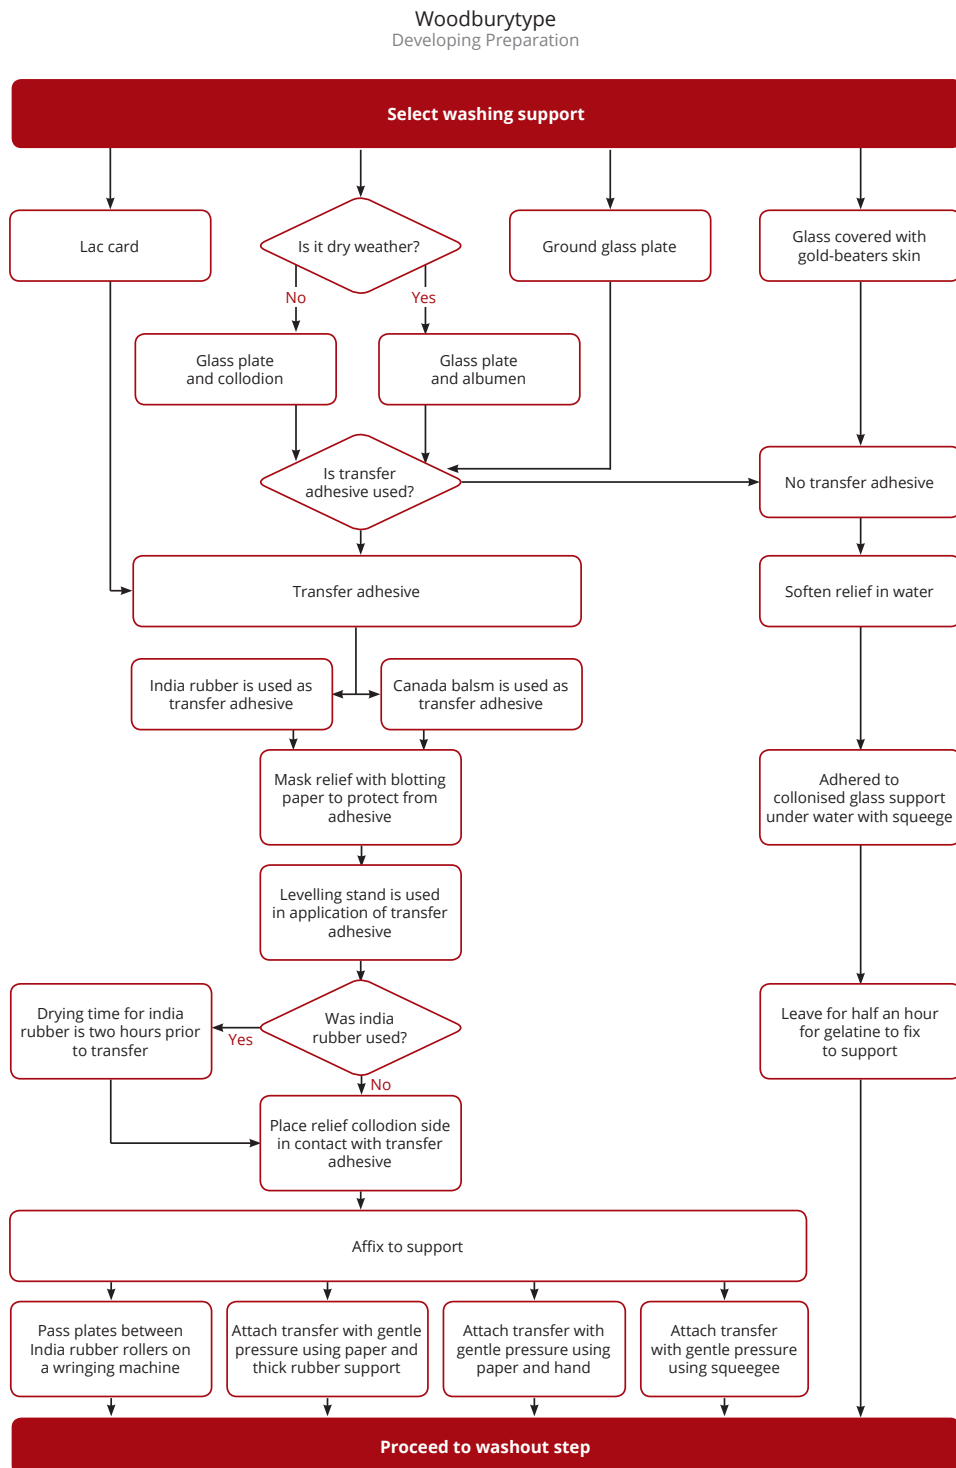 Woodburytype
Developing Preparation
Select washing support
Lac card
Is it dry weather?
Ground glass plate
Glass covered with
gold-beaters skin
No
Yes
Glass plate
and collodion
Glass plate
and albumen
Is transfer
adhesive used?
No transfer adhesive
Transfer adhesive
Soften relief in water
India rubber is used as
transfer adhesive
Canada balsm is used as
transfer adhesive
Mask relief with blotting
paper to protect from
adhesive
Adhered to
collonised glass support
under water with squeege
Levelling stand is used
in application of transfer
adhesive
Drying time for india
rubber is two hours prior
to transfer
Yes
Was india
rubber used?
No
Leave for half an hour
for gelatine to fix
to support
Place relief collodion side
in contact with transfer
adhesive
Affix to support
Pass plates between
India rubber rollers on
a wringing machine
Attach transfer with gentle
pressure using paper and
thick rubber support
Attach transfer with
gentle pressure using
paper and hand
Attach transfer
with gentle pressure
using squeegee
Proceed to washout step